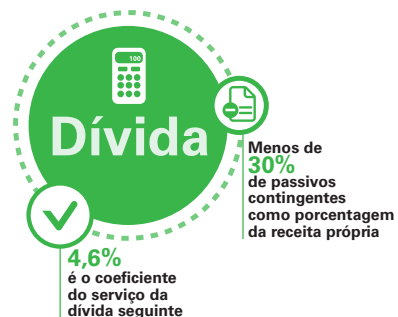 100
Dívida
Menos de
30%
de passivos
contingentes
como porcentagem
da receita própria
4,6%
é o coeficiente
do serviço da
dívida seguinte